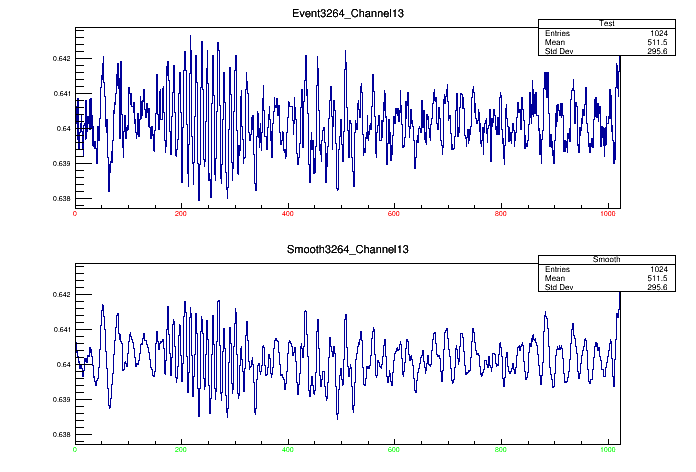 Event3264_Channel13
Test
Entries 1024
Mean 511.5
Std Dev 295.6
0.642
0.641
0.64
0.639
0.638
0 200 400 600 800 1000
Smooth3264_Channel13
Smooth
Entries 1024
Mean 511.5
Std Dev 295.6
0.642
0.641
0.64
0.639
0.638
0 200 400 600 800 1000